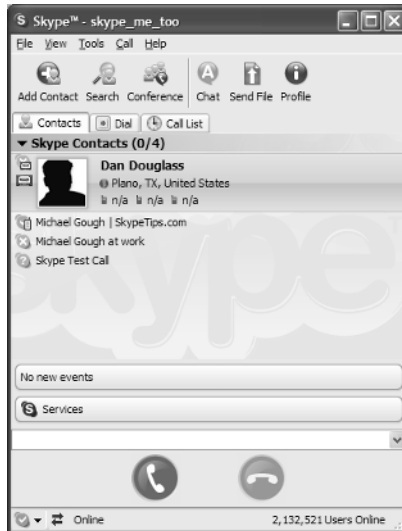 Skype™ - skype_me_too
File View Tools Call Help
Add Contact Search Conference Chat Send File Profile
Contacts Dial Call List
Skype Contacts (0/4)
Dan Douglass
Plano, TX, United States
n/a n/a n/a
Michael Gough | SkypeTips.com
Michael Gough at work
Skype Test Call
skype
No new events
Services
Online 2,132,521 Users Online